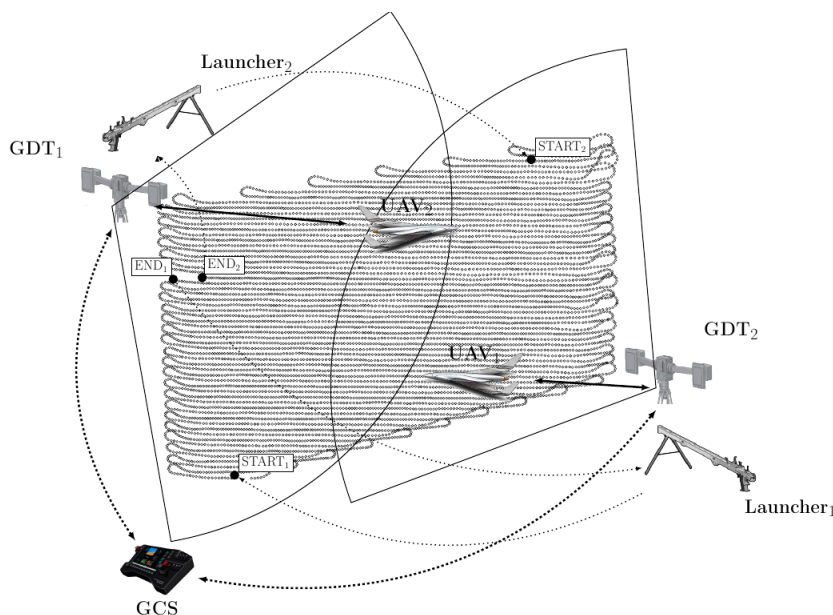 Launcher₂
GDT₁
START₂
UAV₂
END₁
END₂
GDT₂
UAV₁
START₁
Launcher₁
GCS